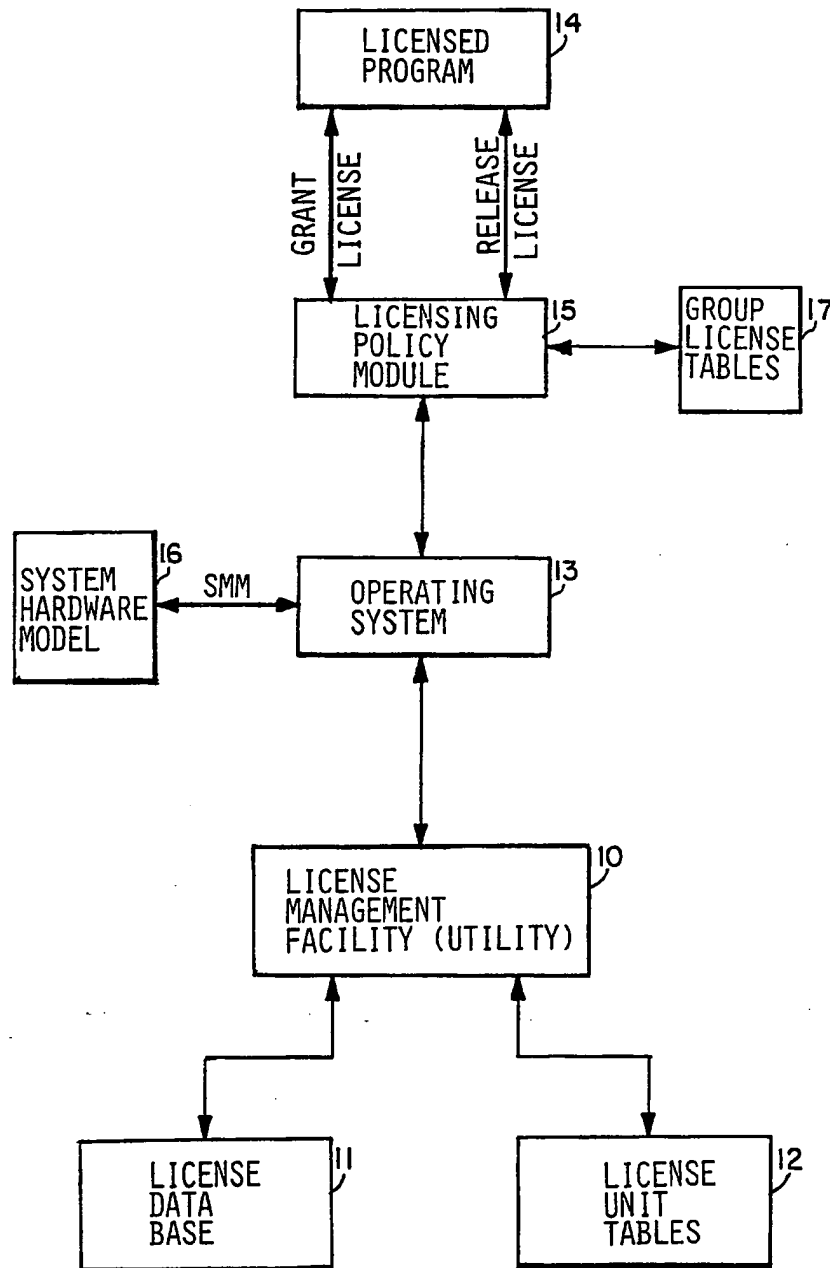 14
LICENSED
PROGRAM
GRANT
LICENSE
RELEASE
LICENSE
15
LICENSING
POLICY
MODULE
17
GROUP
LICENSE
TABLES
16
SYSTEM
HARDWARE
MODEL
SMM
13
OPERATING
SYSTEM
10
LICENSE
MANAGEMENT
FACILITY (UTILITY)
11
LICENSE
DATA
BASE
12
LICENSE
UNIT
TABLES